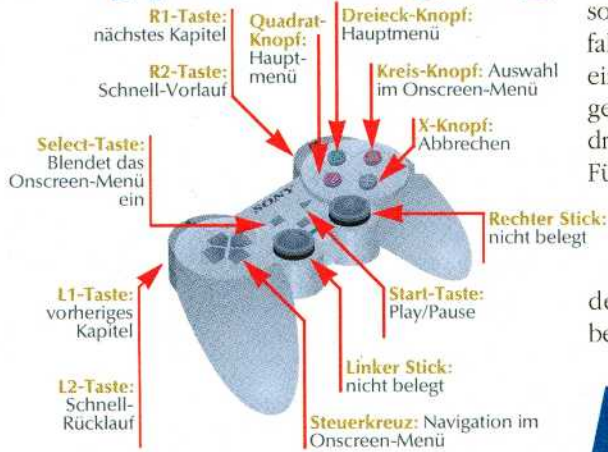 R1-Taste:
nächstes Kapitel
R2-Taste:
Schnell-Vorlauf
Quadrat-
Knopf:
Haupt-
menü
Dreieck-Knopf:
Hauptmenü
Kreis-Knopf: Auswahl
im Onscreen-Menü
X-Knopf:
Abbrechen
Select-Taste:
Blendet das
Onscreen-Menü
ein
SONY
Rechter Stick:
nicht belegt
L1-Taste:
vorheriges
Kapitel
Start-Taste:
Play/Pause
L2-Taste:
Schnell-
Rücklauf
Linker Stick:
nicht belegt
Steuerkreuz: Navigation im
Onscreen-Menü